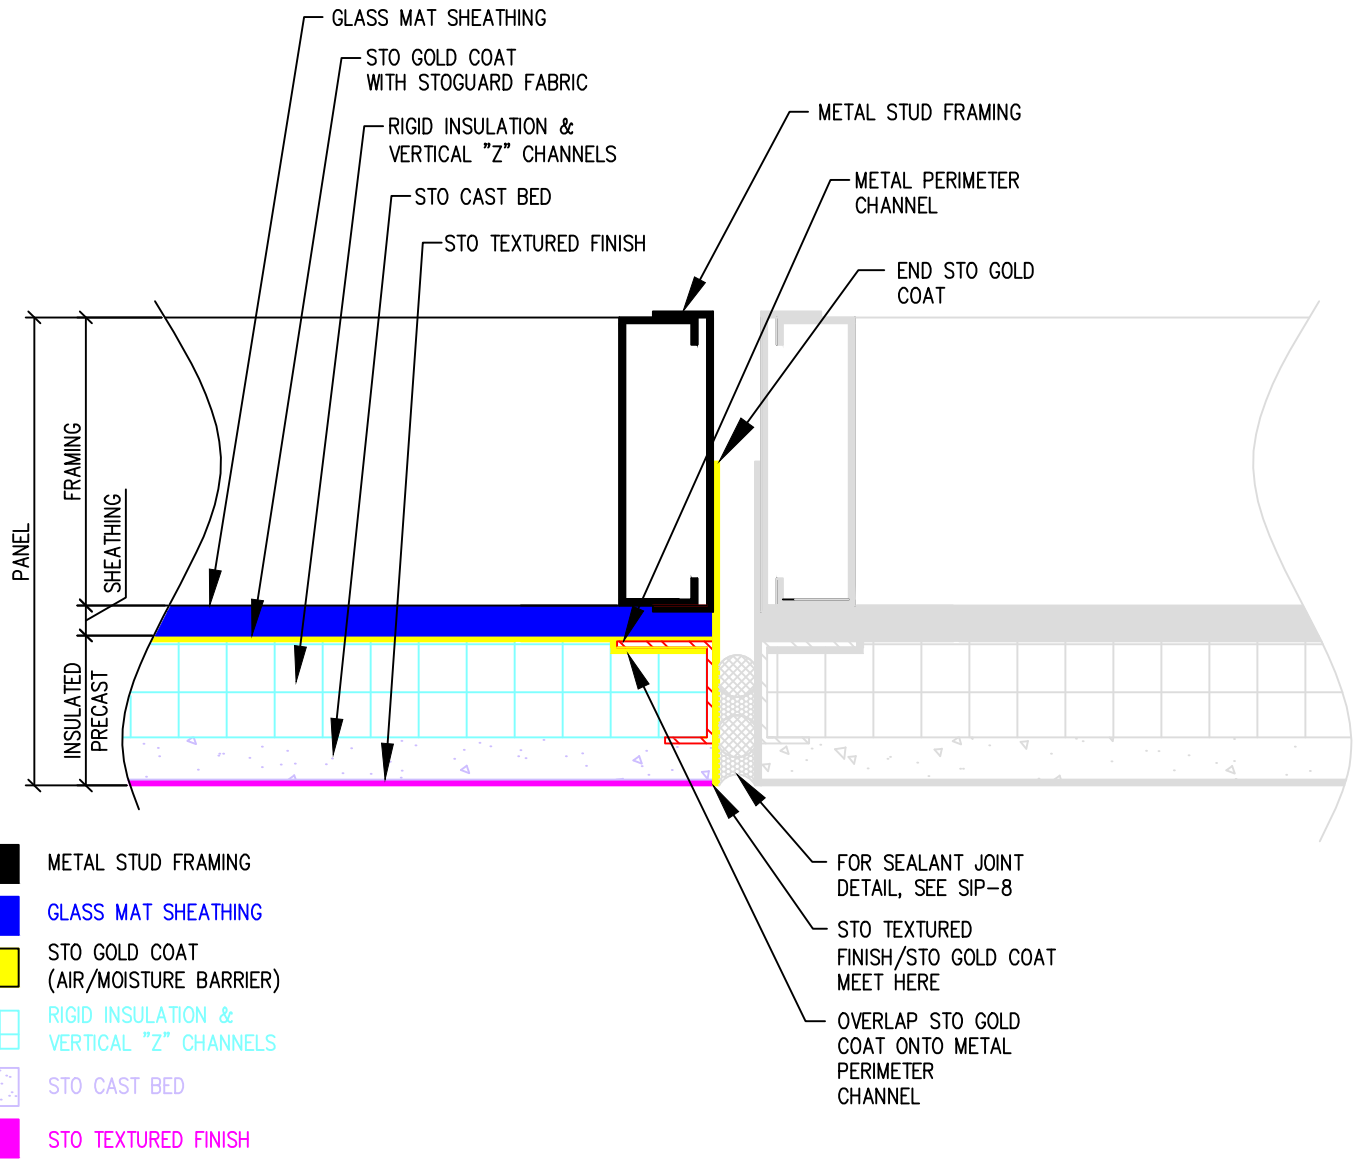 GLASS MAT SHEATHING
STO GOLD COAT
WITH STOGUARD FABRIC
RIGID INSULATION &
VERTICAL "Z" CHANNELS
STO CAST BED
STO TEXTURED FINISH
METAL STUD FRAMING
METAL PERIMETER
CHANNEL
END STO GOLD
COAT
PANEL
FRAMING
SHEATHING
INSULATED
PRECAST
FOR SEALANT JOINT
DETAIL, SEE SIP-8
STO TEXTURED
FINISH/STO GOLD COAT
MEET HERE
OVERLAP STO GOLD
COAT ONTO METAL
PERIMETER
CHANNEL
METAL STUD FRAMING
GLASS MAT SHEATHING
STO GOLD COAT
(AIR/MOISTURE BARRIER)
RIGID INSULATION &
VERTICAL "Z" CHANNELS
STO CAST BED
STO TEXTURED FINISH